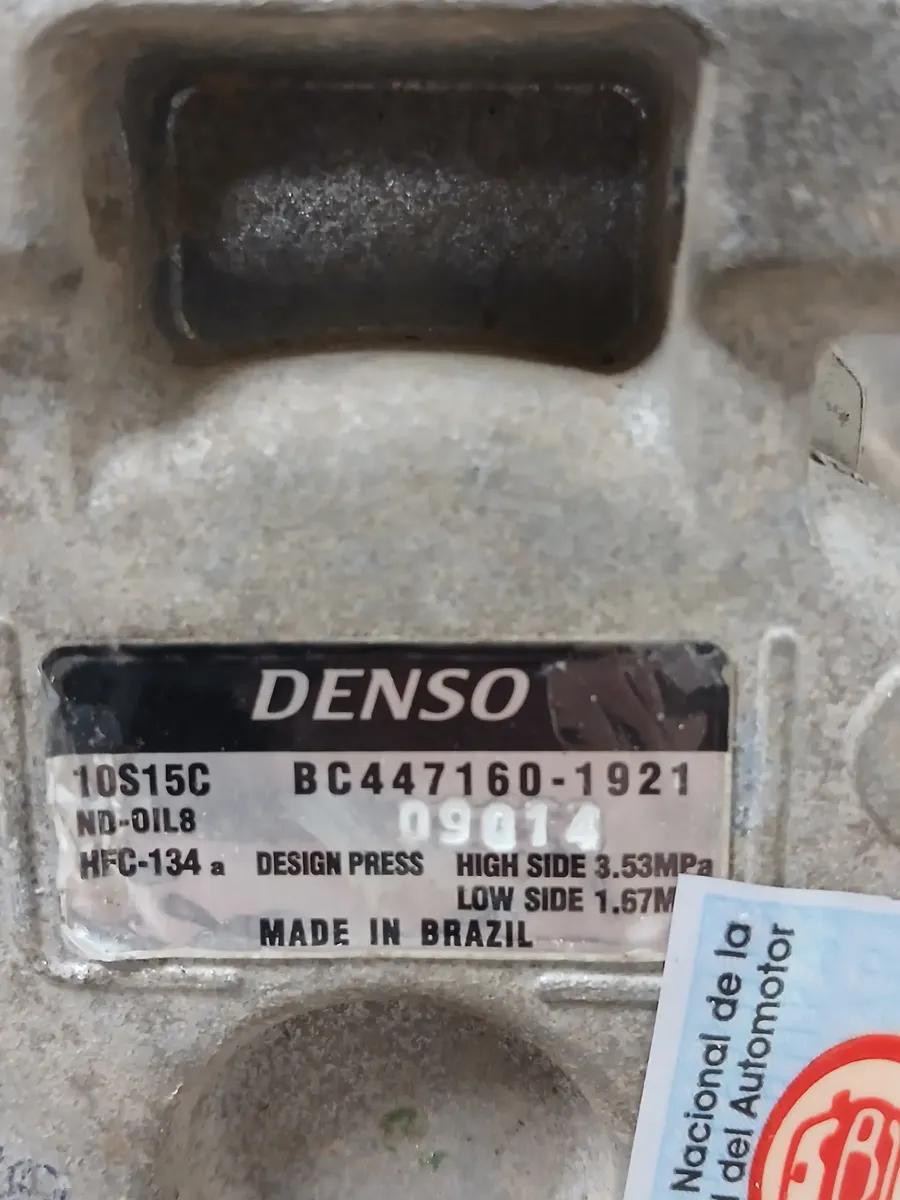 DENSO
10S15C BC447160-1921
ND-OIL8 09014
HFC-134 a DESIGN PRESS HIGH SIDE 3.53MPa
LOW SIDE 1.67M
MADE IN BRAZIL
Nacional de la
del Automotor